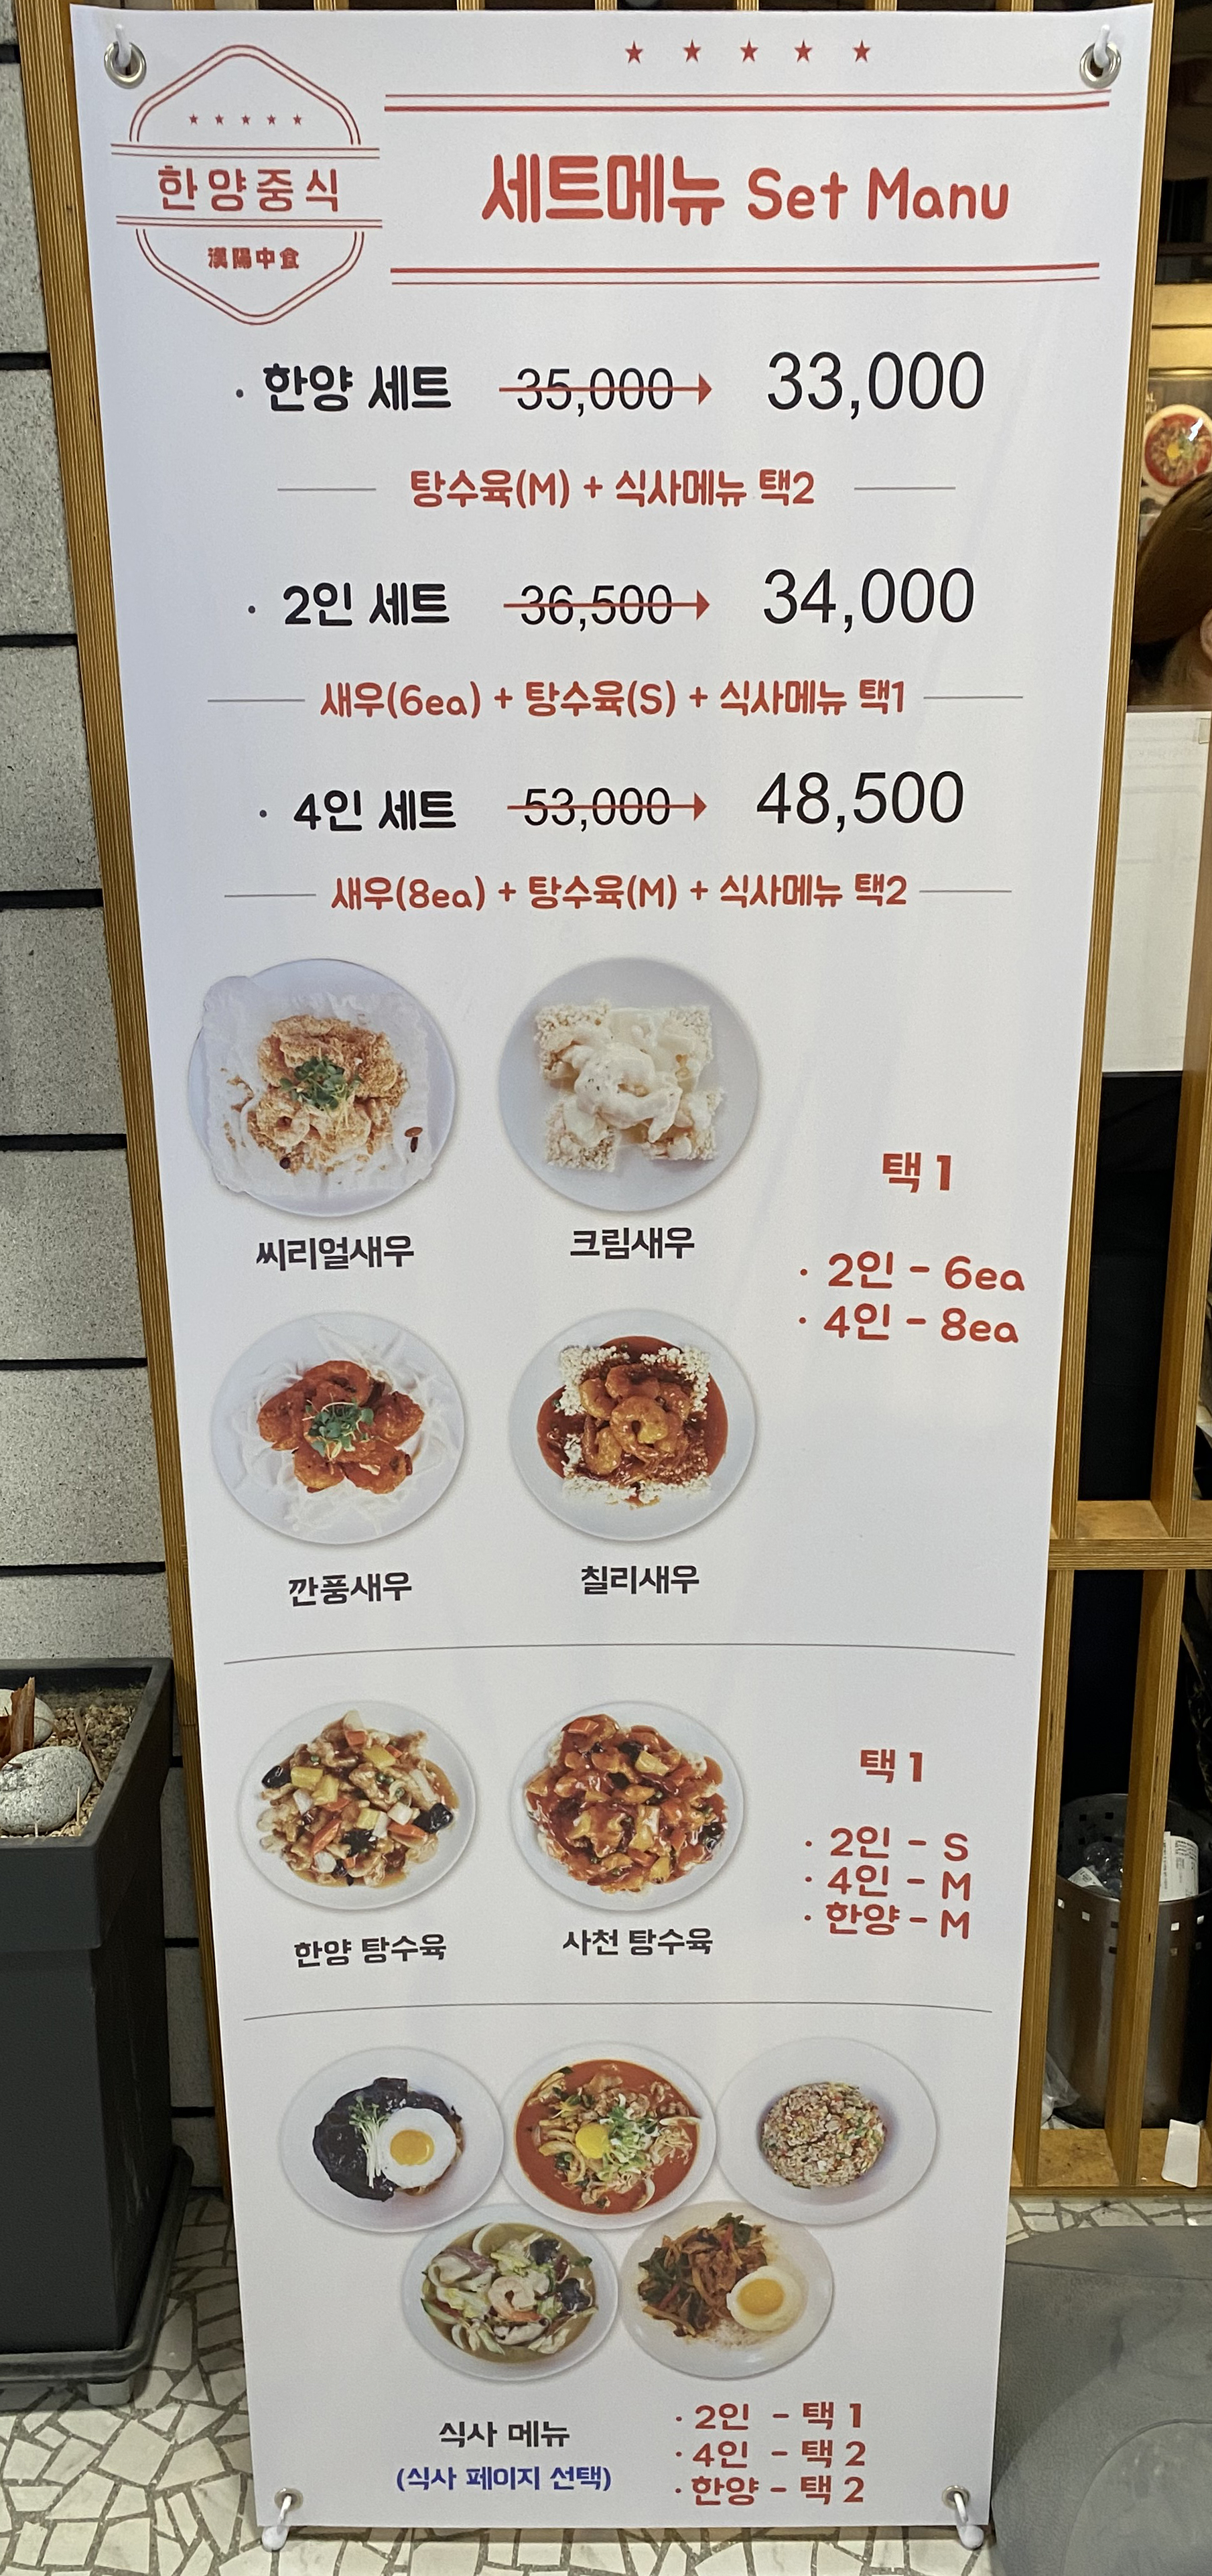 한양중식
漢陽中食
세트메뉴 Set Manu
· 한양 세트 35,000 33,000
탕수육(M) + 식사메뉴 택2
· 2인 세트 36,500 34,000
새우(6ea) + 탕수육(S) + 식사메뉴 택1
· 4인 세트 53,000 48,500
새우(8ea) + 탕수육(M) + 식사메뉴 택2
씨리얼새우
크림새우
깐풍새우
칠리새우
택 1
· 2인 - 6ea
· 4인 - 8ea
한양 탕수육
사천 탕수육
택 1
· 2인 - S
· 4인 - M
· 한양 - M
식사 메뉴
(식사 페이지 선택)
· 2인 - 택 1
· 4인 - 택 2
· 한양 - 택 2